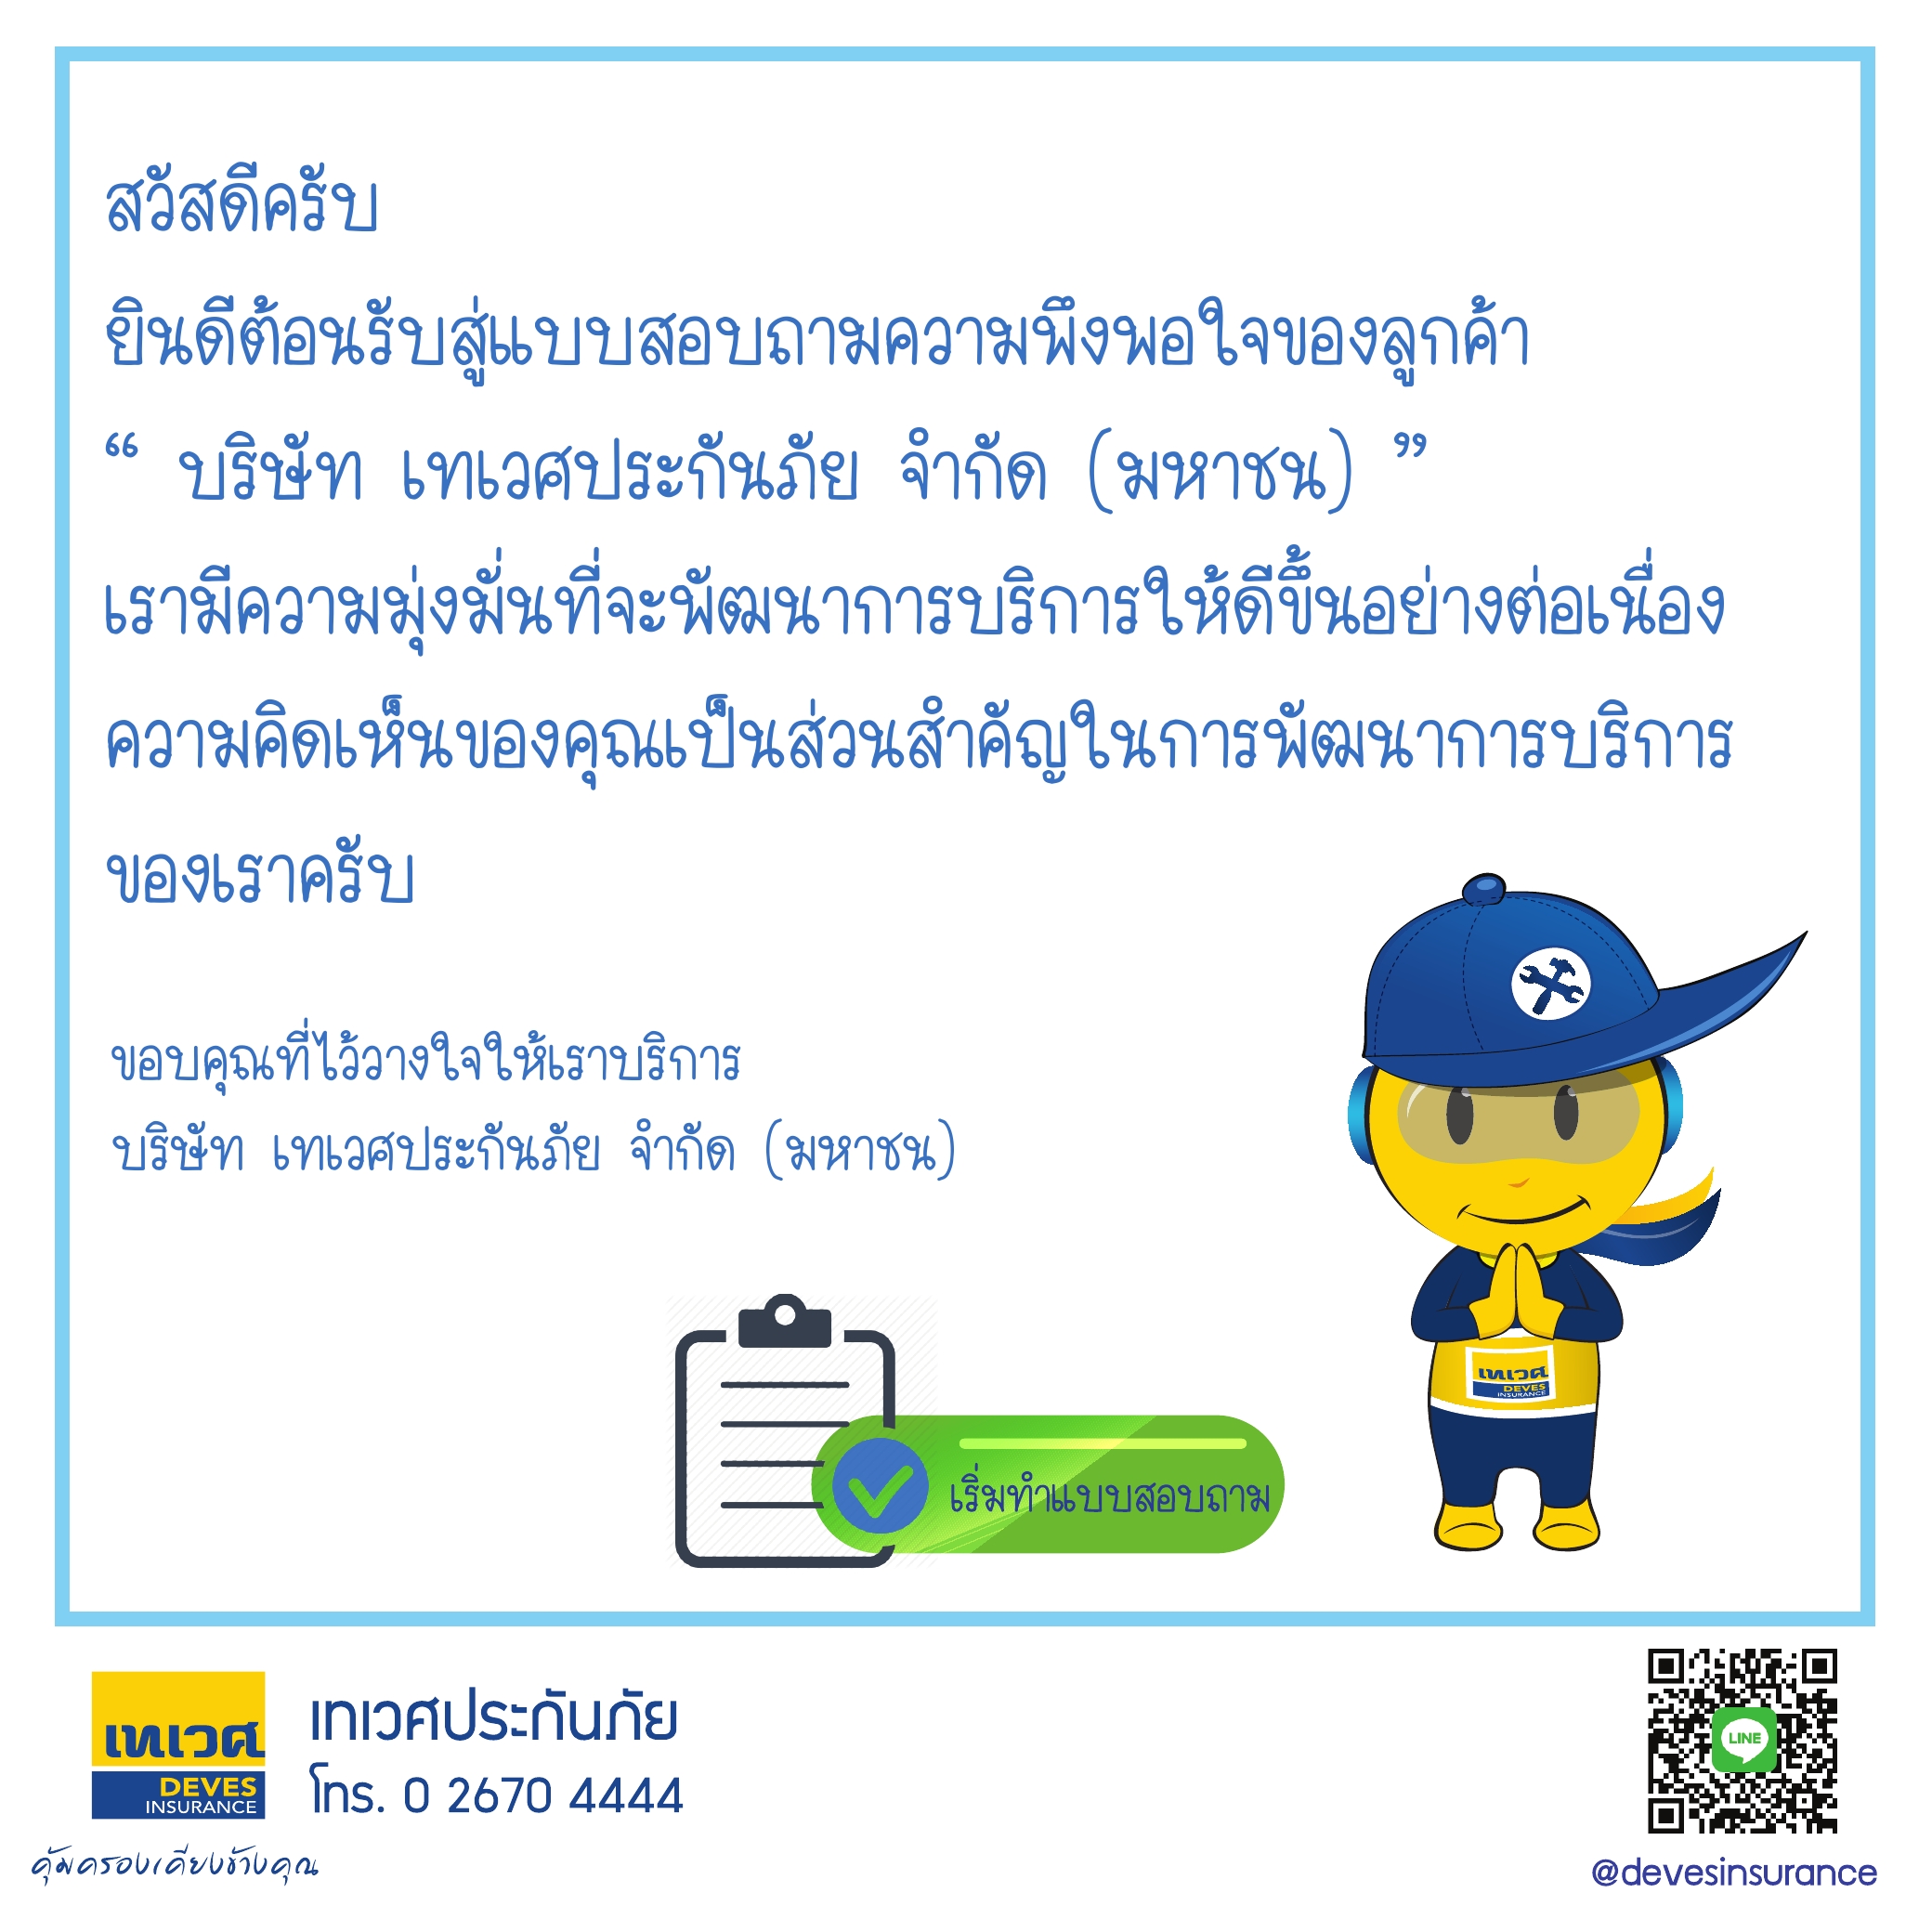 สวัสดีครับ
ยินดีต้อนรับสู่แบบสอบถามความพึงพอใจของลูกค้า
“ บริษัท เทเวศประกันภัย จำกัด (มหาชน) ”
เรามีความมุ่งมั่นที่จะพัฒนาการบริการให้ดีขึ้นอย่างต่อเนื่อง
ความคิดเห็นของคุณเป็นส่วนสำคัญในการพัฒนาการบริการ
ของเราครับ
ขอบคุณที่ไว้วางใจให้เราบริการ
บริษัท เทเวศประกันภัย จำกัด (มหาชน)
เทเวศ
DEVES
INSURANCE
เริ่มทำแบบสอบถาม
เทเวศ
DEVES
INSURANCE
คุ้มครองเคียงข้างคุณ
เทเวศประกันภัย
โทร. 0 2670 4444
LINE
@devesinsurance